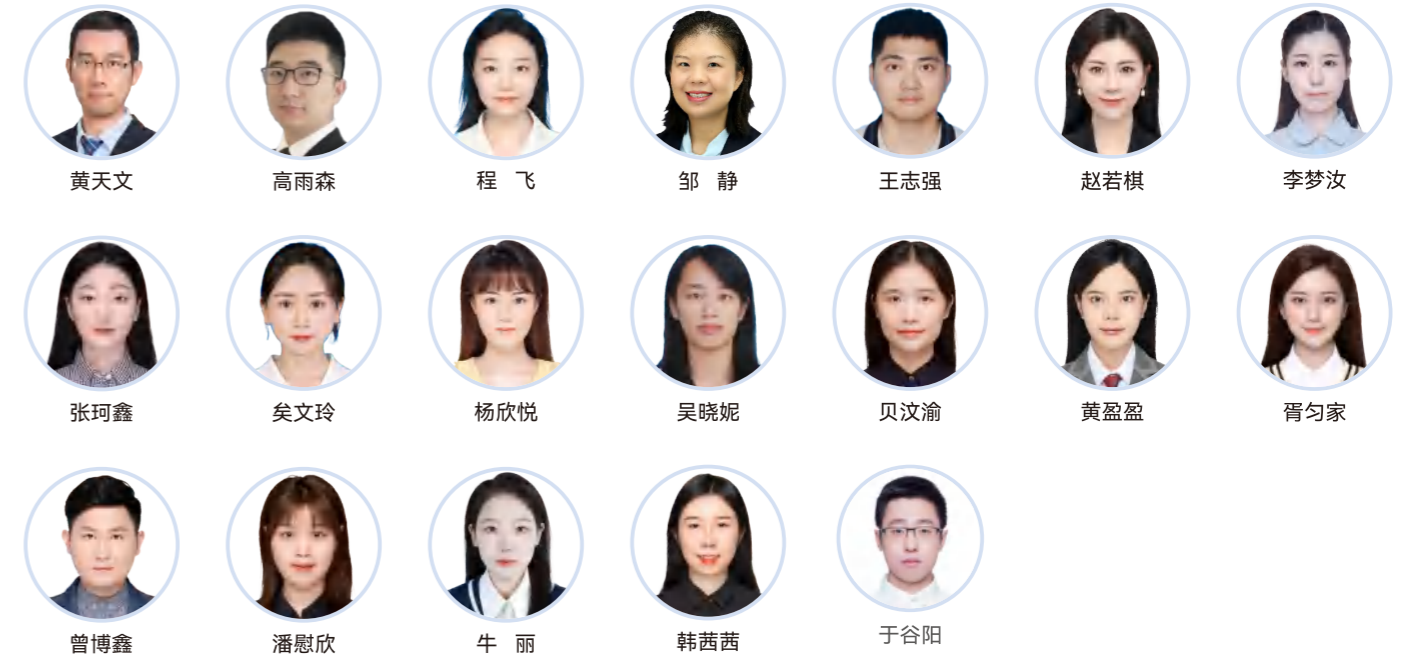 黄天文 高雨森 程 飞 邹 静 王志强 赵若棋 李梦汝
张珂鑫 矣文玲 杨欣悦 吴晓妮 贝汶渝 黄盈盈 胥匀家
曾博鑫 潘慰欣 牛 丽 韩茜茜 于谷阳